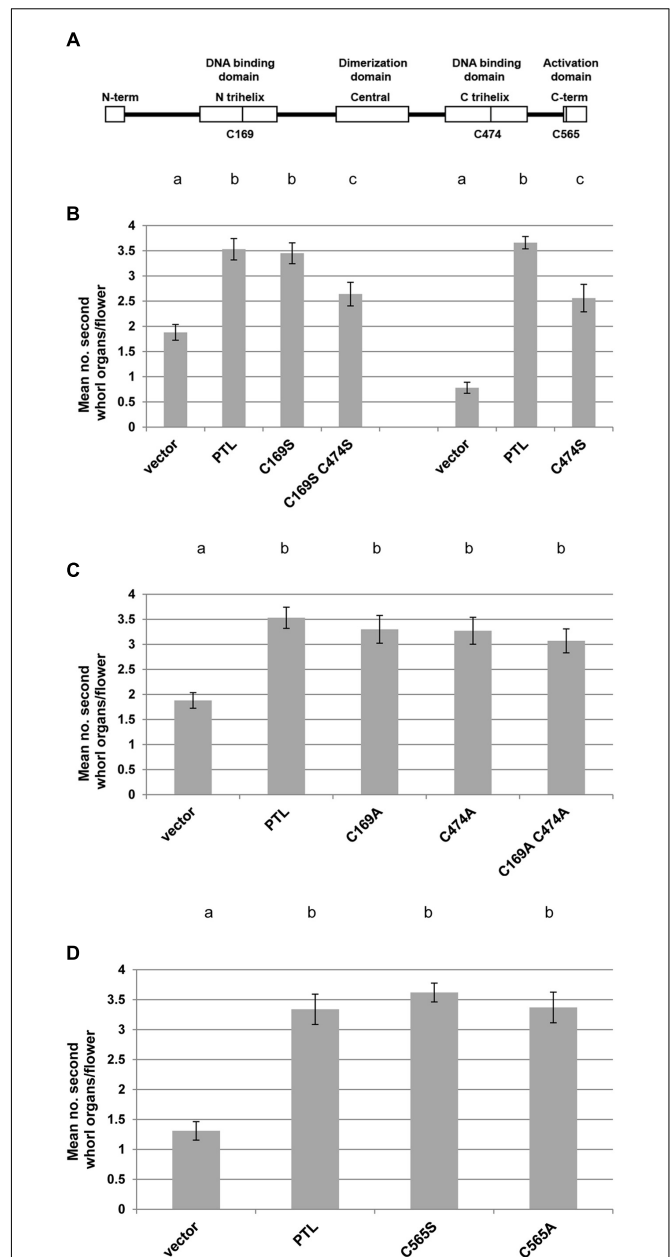 A
DNA binding domain
Dimerization domain
DNA binding domain
Activation domain
N-term
N trihelix
Central
C trihelix
C-term
C169
C474
C565
a b b c a b c
B
Mean no. second
whorl organs/flower
4
3.5
3
2.5
2
1.5
1
0.5
0
vector
PTL
C169S
C169S C474S
vector
PTL
C474S
a b b b b
C
Mean no. second
whorl organs/flower
4
3.5
3
2.5
2
1.5
1
0.5
0
vector
PTL
C169A
C474A
C169A C474A
a b b b
D
Mean no. second
whorl organs/flower
4
3.5
3
2.5
2
1.5
1
0.5
0
vector
PTL
C565S
C565A